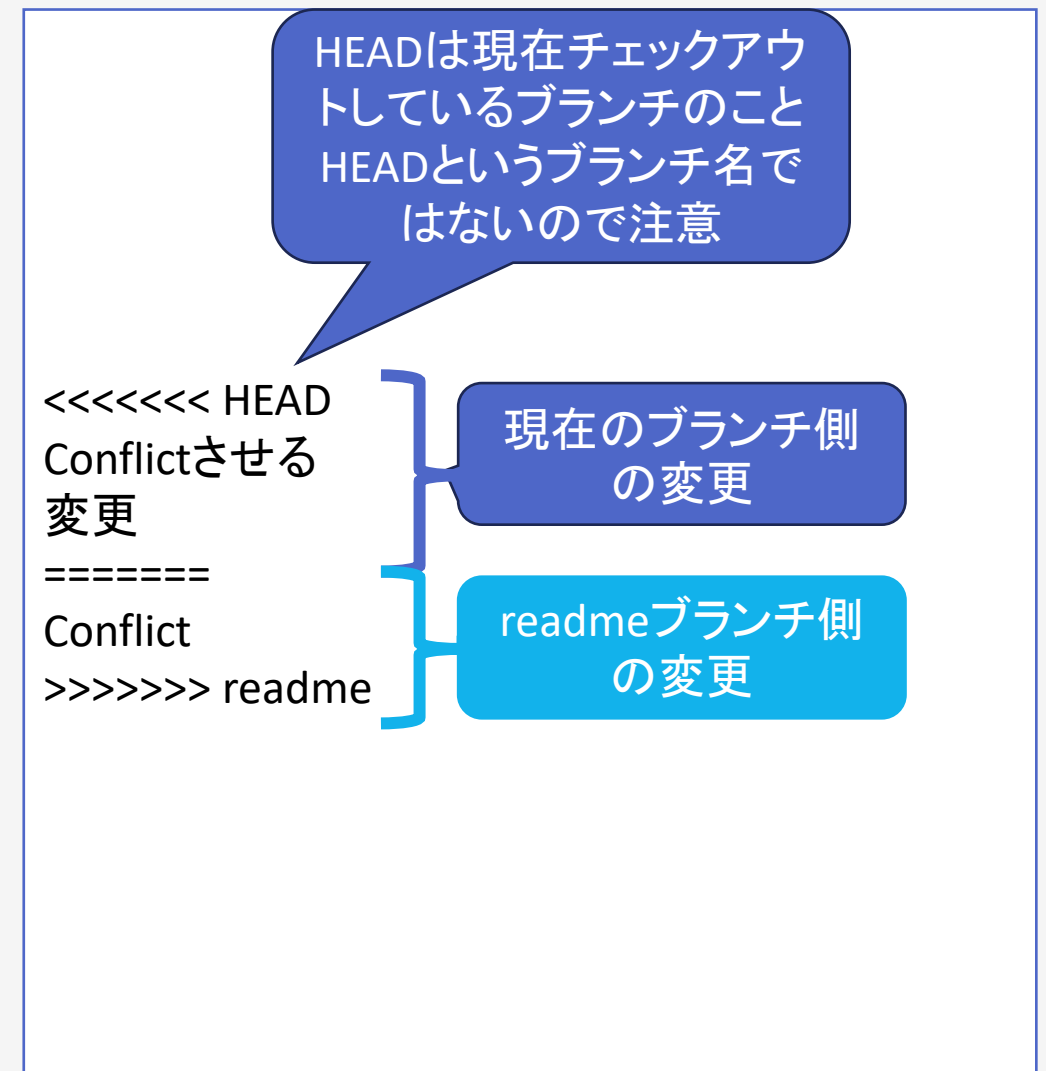 HEADは現在チェックアウ
トしているブランチのこと
HEADというブランチ名で
はないので注意
<<<<<<< HEAD
Conflictさせる
変更
=======
Conflict
>>>>>>> readme
現在のブランチ側
の変更
readmeブランチ側
の変更